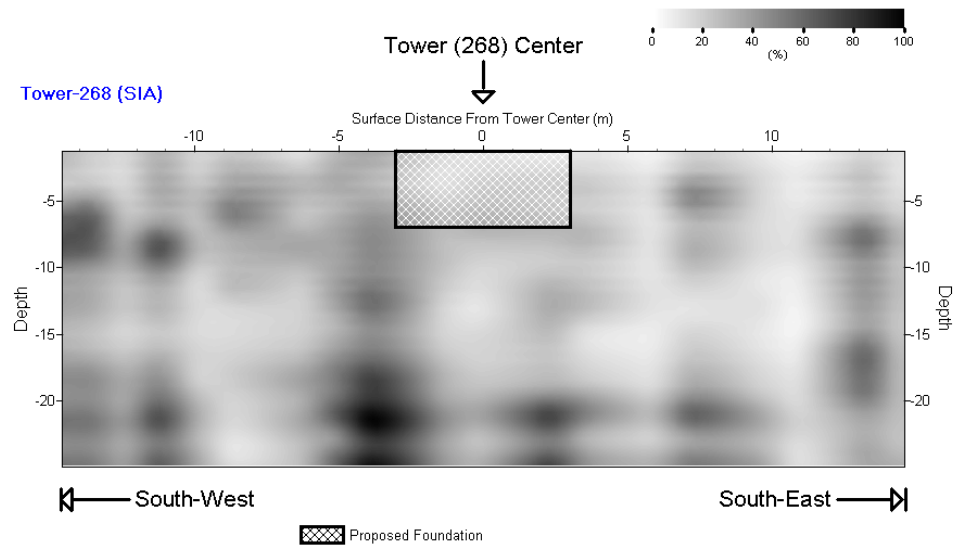 0 20 40 60 80 100
(%)
Tower (268) Center
Tower-268 (SIA)
Surface Distance From Tower Center (m)
-10 -5 0 5 10
-5 -5
-10 -10
Depth Depth
-15 -15
-20 -20
South-West South-East
Proposed Foundation